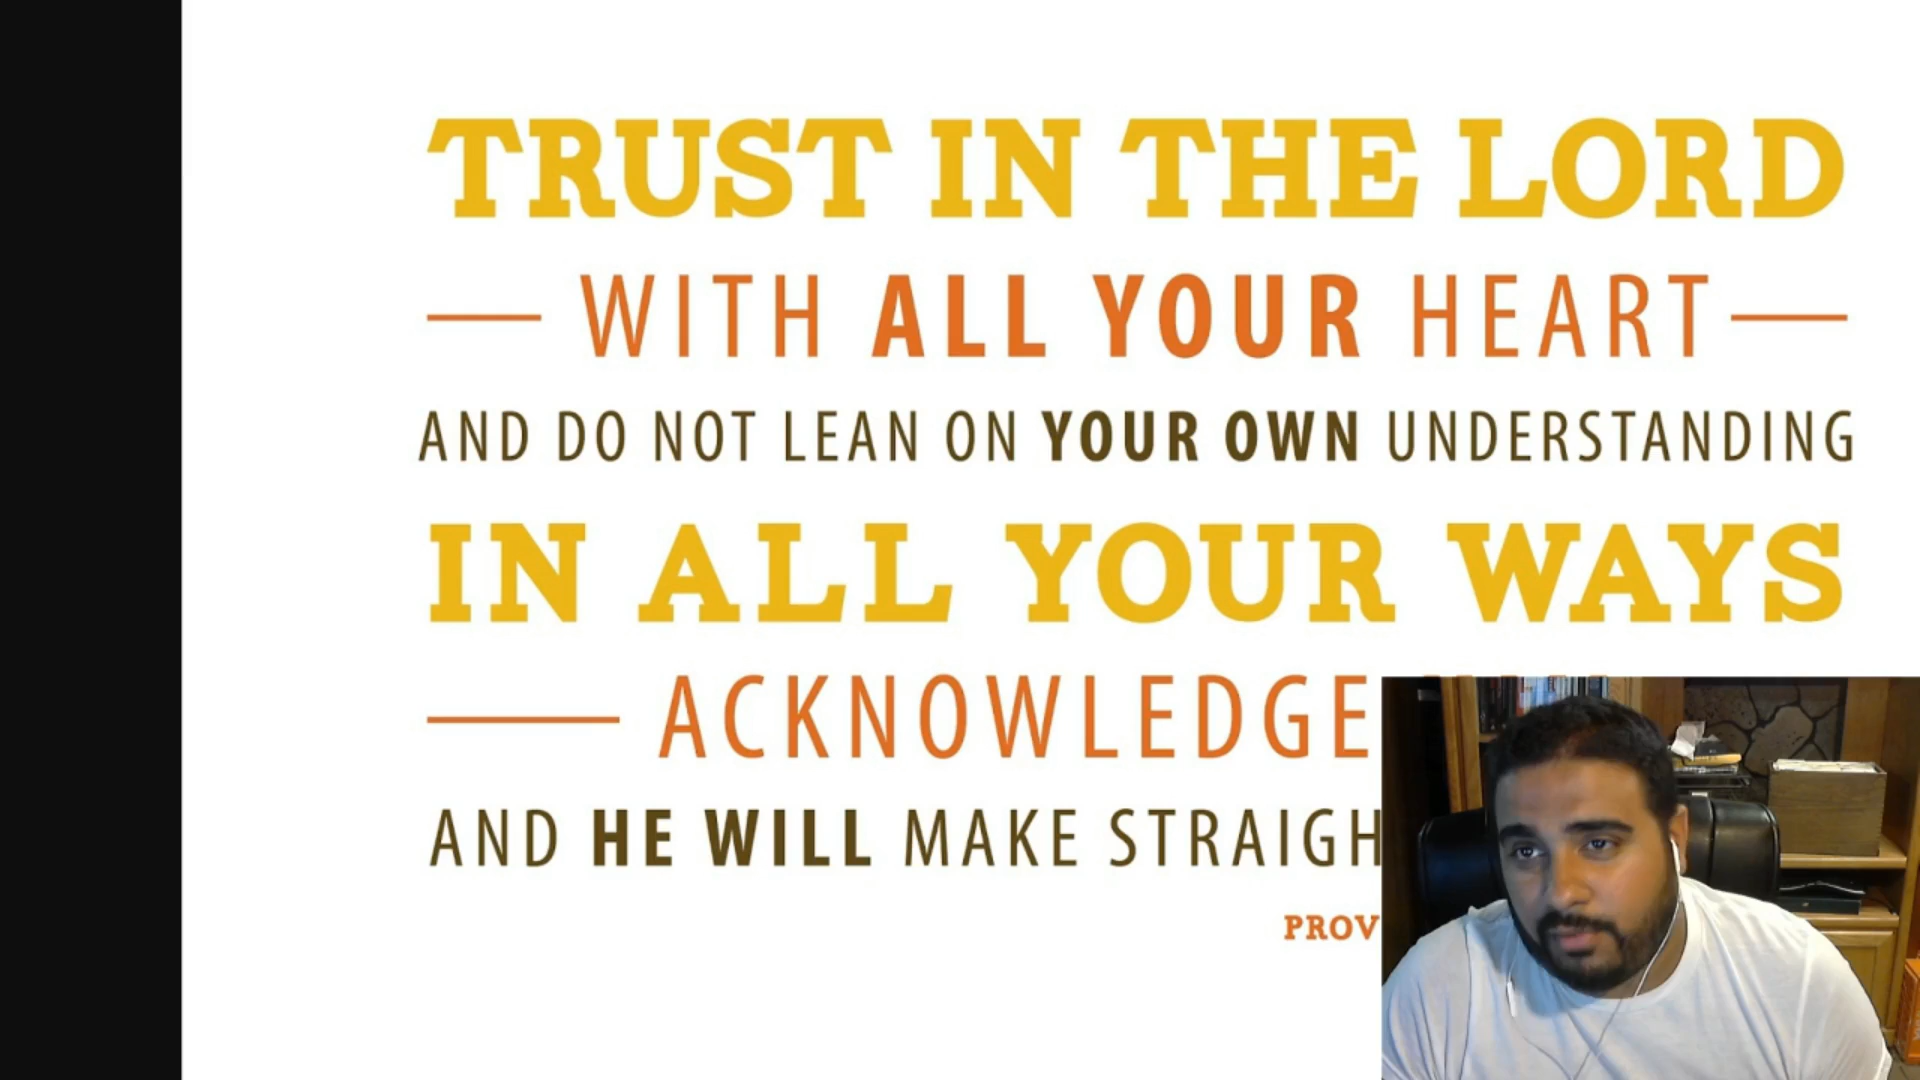 TRUST IN THE LORD
— WITH ALL YOUR HEART —
AND DO NOT LEAN ON YOUR OWN UNDERSTANDING
IN ALL YOUR WAYS
— ACKNOWLEDGE
AND HE WILL MAKE STRAIGH
PROV